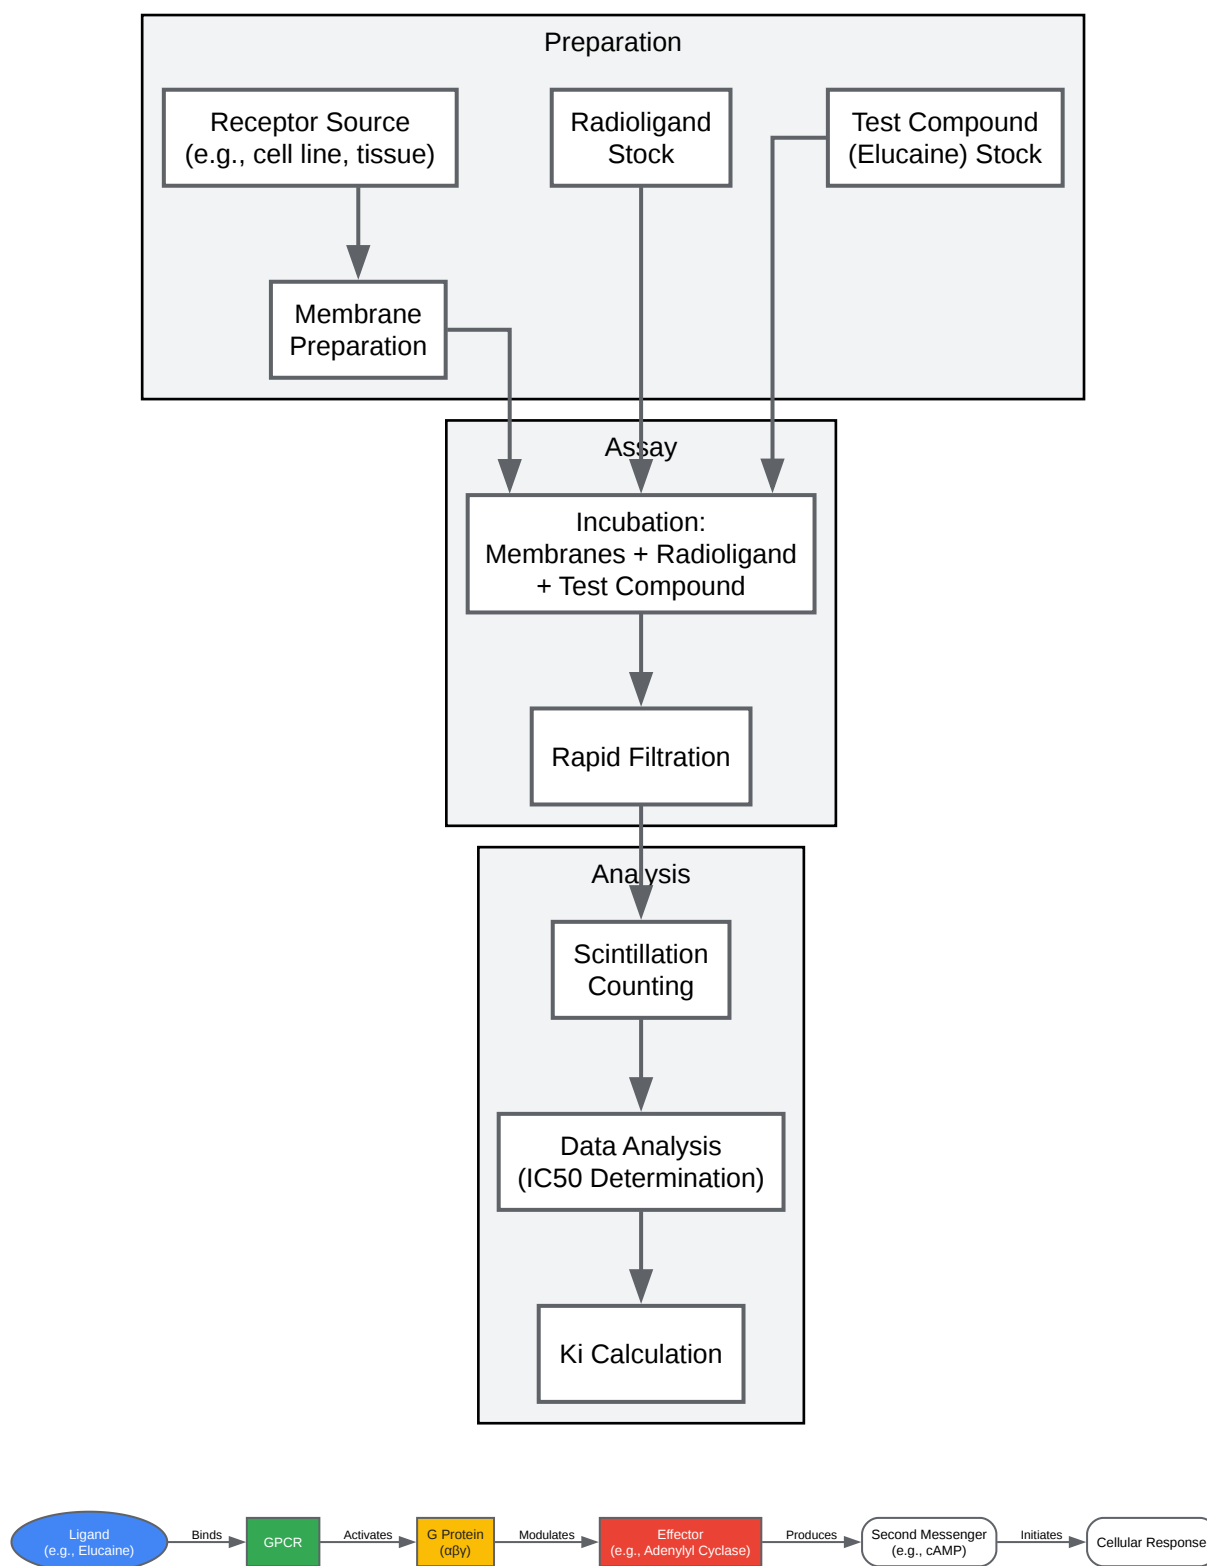 Preparation
Receptor Source
(e.g., cell line, tissue)
Radioligand
Stock
Test Compound
(Elucaine) Stock
Membrane
Preparation
Assay
Incubation:
Membranes + Radioligand
+ Test Compound
Rapid Filtration
Analysis
Scintillation
Counting
Data Analysis
(IC50 Determination)
Ki Calculation
Ligand
(e.g., Elucaine)
Binds
GPCR
Activates
G Protein
(αβγ)
Modulates
Effector
(e.g., Adenylyl Cyclase)
Produces
Second Messenger
(e.g., cAMP)
Initiates
Cellular Response